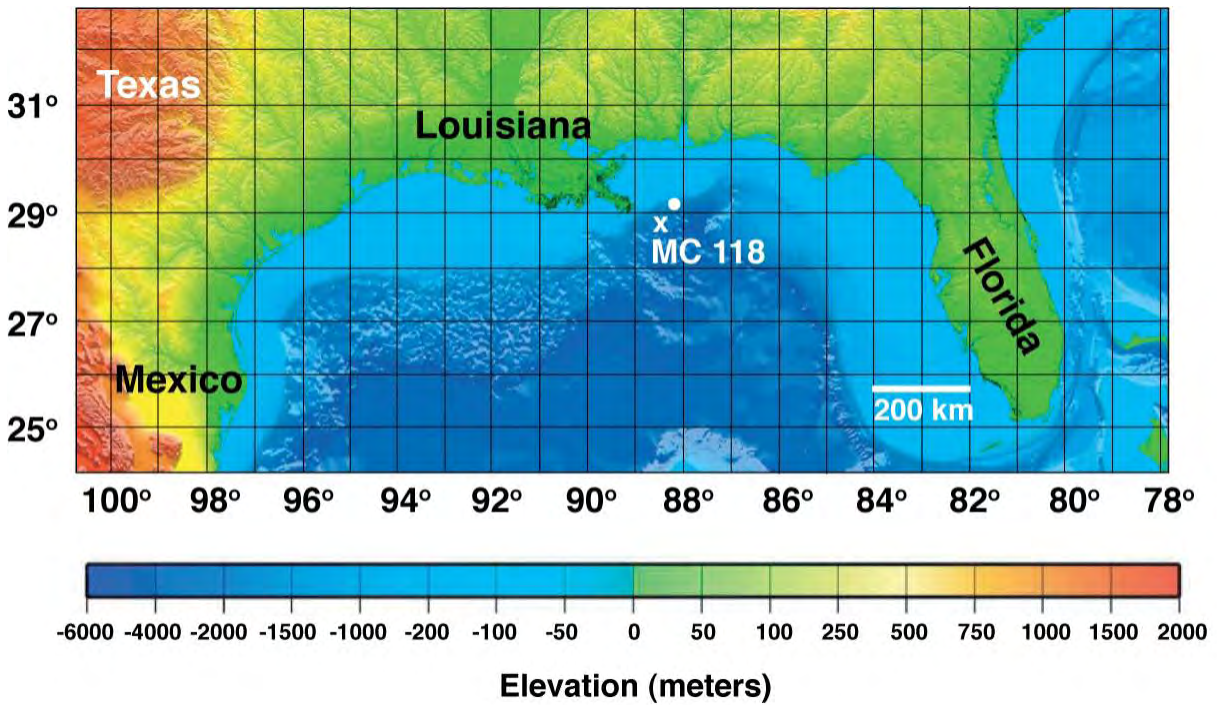 Texas
31°
Louisiana
29°
x
MC 118
Florida
27°
Mexico
200 km
25°
100° 98° 96° 94° 92° 90° 88° 86° 84° 82° 80° 78°
-6000 -4000 -2000 -1500 -1000 -200 -100 -50 0 50 100 250 500 750 1000 1500 2000
Elevation (meters)